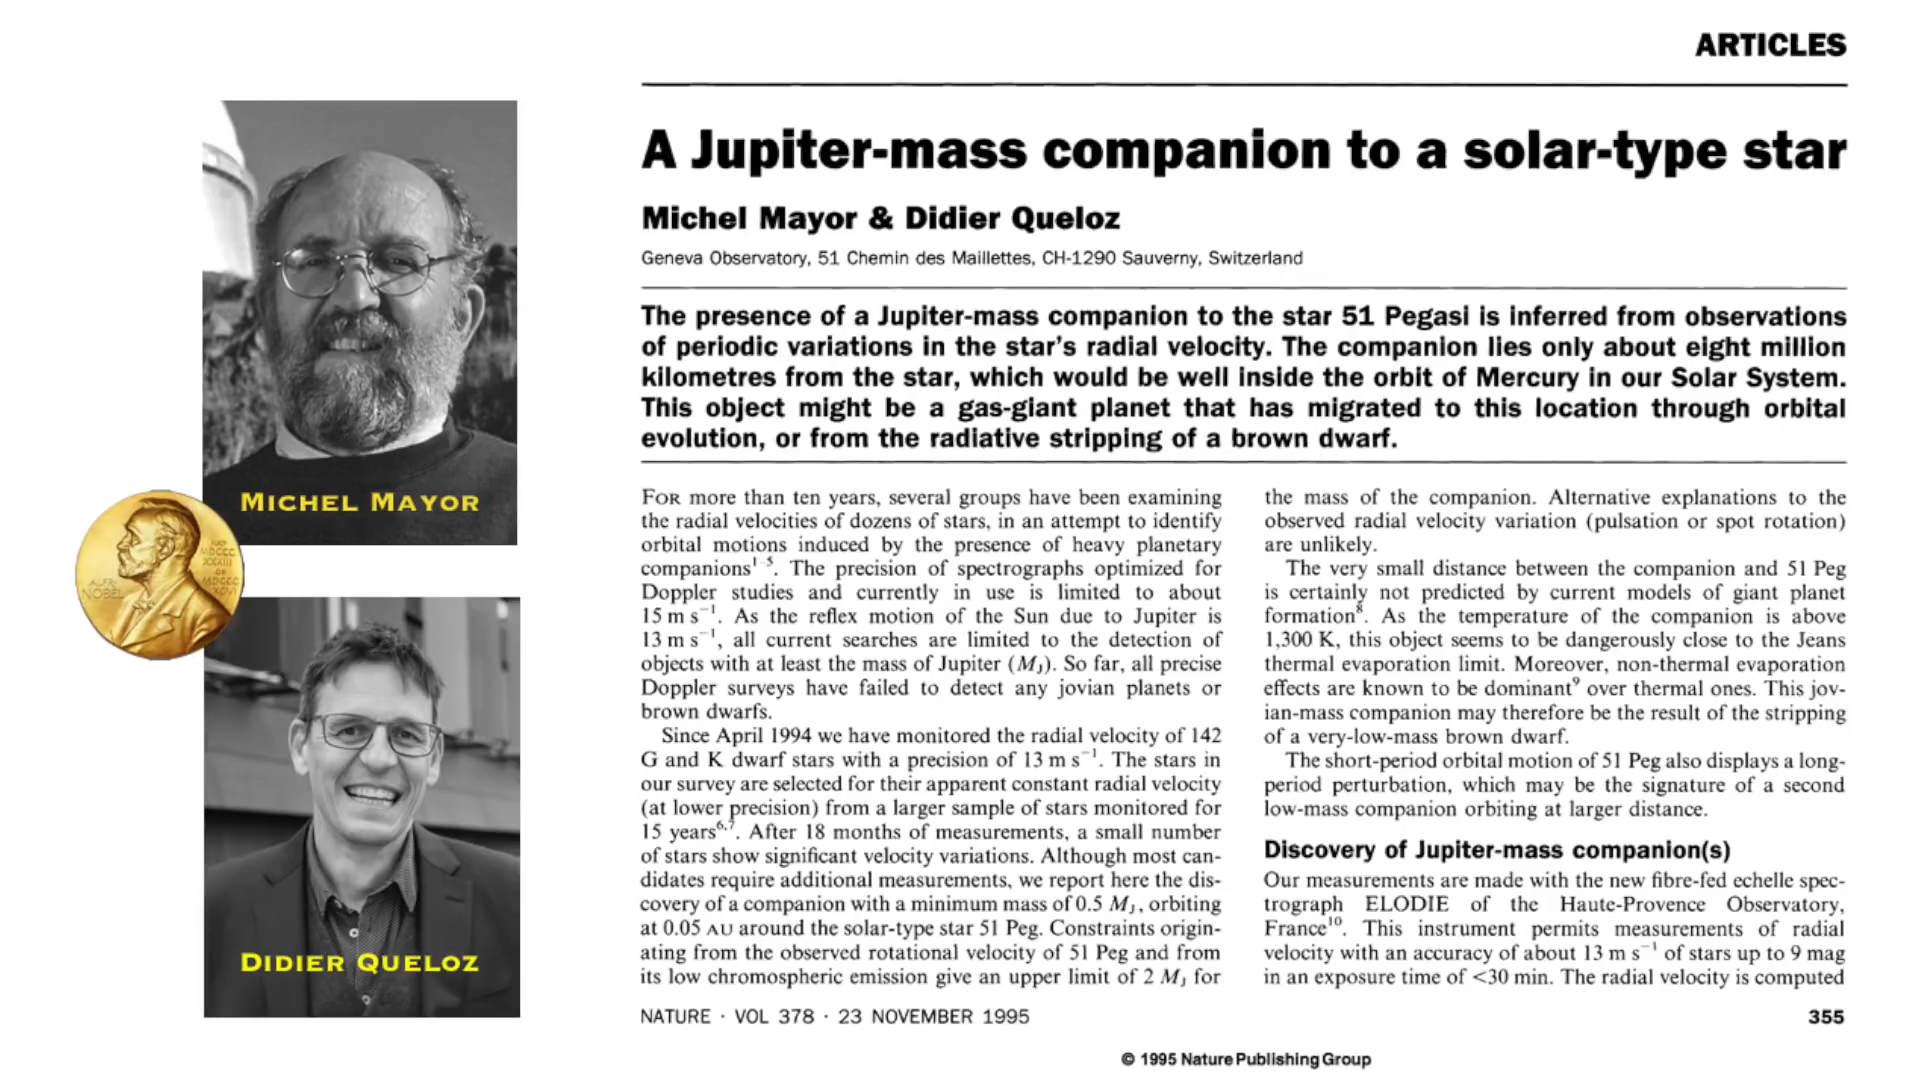 ARTICLES
A Jupiter-mass companion to a solar-type star
Michel Mayor & Didier Queloz
Geneva Observatory, 51 Chemin des Maillettes, CH-1290 Sauverny, Switzerland
The presence of a Jupiter-mass companion to the star 51 Pegasi is inferred from observations
of periodic variations in the star's radial velocity. The companion lies only about eight million
kilometres from the star, which would be well inside the orbit of Mercury in our Solar System.
This object might be a gas-giant planet that has migrated to this location through orbital
evolution, or from the radiative stripping of a brown dwarf.
FOR more than ten years, several groups have been examining
the radial velocities of dozens of stars, in an attempt to identify
orbital motions induced by the presence of heavy planetary
companions¹⁻⁵. The precision of spectrographs optimized for
Doppler studies and currently in use is limited to about
15 m s⁻¹. As the reflex motion of the Sun due to Jupiter is
13 m s⁻¹, all current searches are limited to the detection of
objects with at least the mass of Jupiter (M_J). So far, all precise
Doppler surveys have failed to detect any jovian planets or
brown dwarfs.
Since April 1994 we have monitored the radial velocity of 142
G and K dwarf stars with a precision of 13 m s⁻¹. The stars in
our survey are selected for their apparent constant radial velocity
(at lower precision) from a larger sample of stars monitored for
15 years⁶,⁷. After 18 months of measurements, a small number
of stars show significant velocity variations. Although most can-
didates require additional measurements, we report here the dis-
covery of a companion with a minimum mass of 0.5 M_J, orbiting
at 0.05 AU around the solar-type star 51 Peg. Constraints origin-
ating from the observed rotational velocity of 51 Peg and from
its low chromospheric emission give an upper limit of 2 M_J for
the mass of the companion. Alternative explanations to the
observed radial velocity variation (pulsation or spot rotation)
are unlikely.
The very small distance between the companion and 51 Peg
is certainly not predicted by current models of giant planet
formation⁸. As the temperature of the companion is above
1,300 K, this object seems to be dangerously close to the Jeans
thermal evaporation limit. Moreover, non-thermal evaporation
effects are known to be dominant⁹ over thermal ones. This jov-
ian-mass companion may therefore be the result of the stripping
of a very-low-mass brown dwarf.
The short-period orbital motion of 51 Peg also displays a long-
period perturbation, which may be the signature of a second
low-mass companion orbiting at larger distance.
Discovery of Jupiter-mass companion(s)
Our measurements are made with the new fibre-fed echelle spec-
trograph ELODIE of the Haute-Provence Observatory,
France¹⁰. This instrument permits measurements of radial
velocity with an accuracy of about 13 m s⁻¹ of stars up to 9 mag
in an exposure time of <30 min. The radial velocity is computed
NATURE · VOL 378 · 23 NOVEMBER 1995
355
© 1995 Nature Publishing Group
MICHEL MAYOR
NOBEL
DIDIER QUELOZ